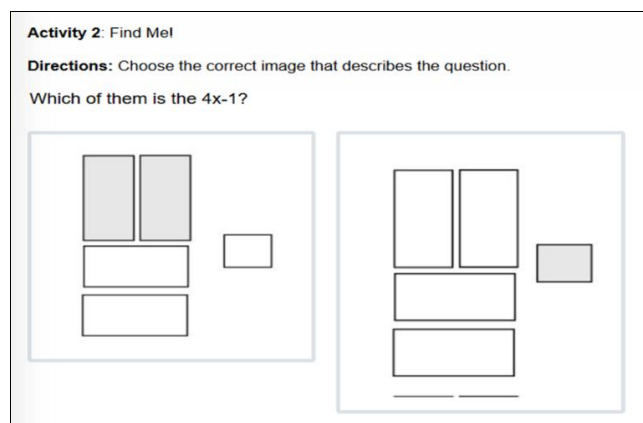 Activity 2: Find Me!
Directions: Choose the correct image that describes the question.
Which of them is the 4x-1?